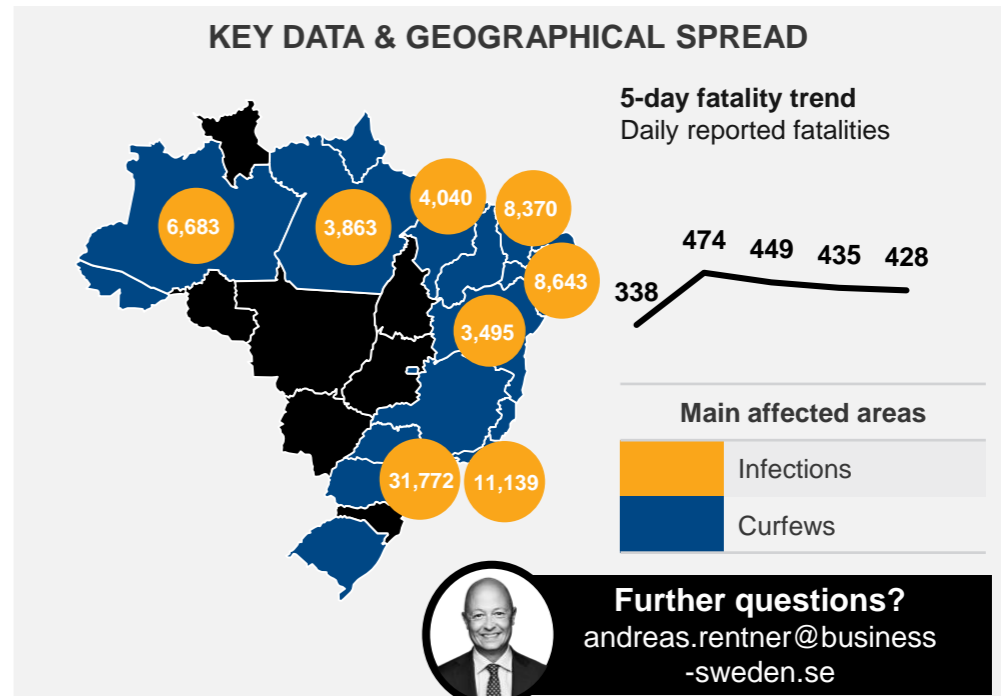 KEY DATA & GEOGRAPHICAL SPREAD
5-day fatality trend
Daily reported fatalities
4,040
8,370
6,683
3,863
8,643
3,495
31,772
11,139
338
474
449
435
428
Main affected areas
Infections
Curfews
Further questions?
andreas.rentner@business
-sweden.se